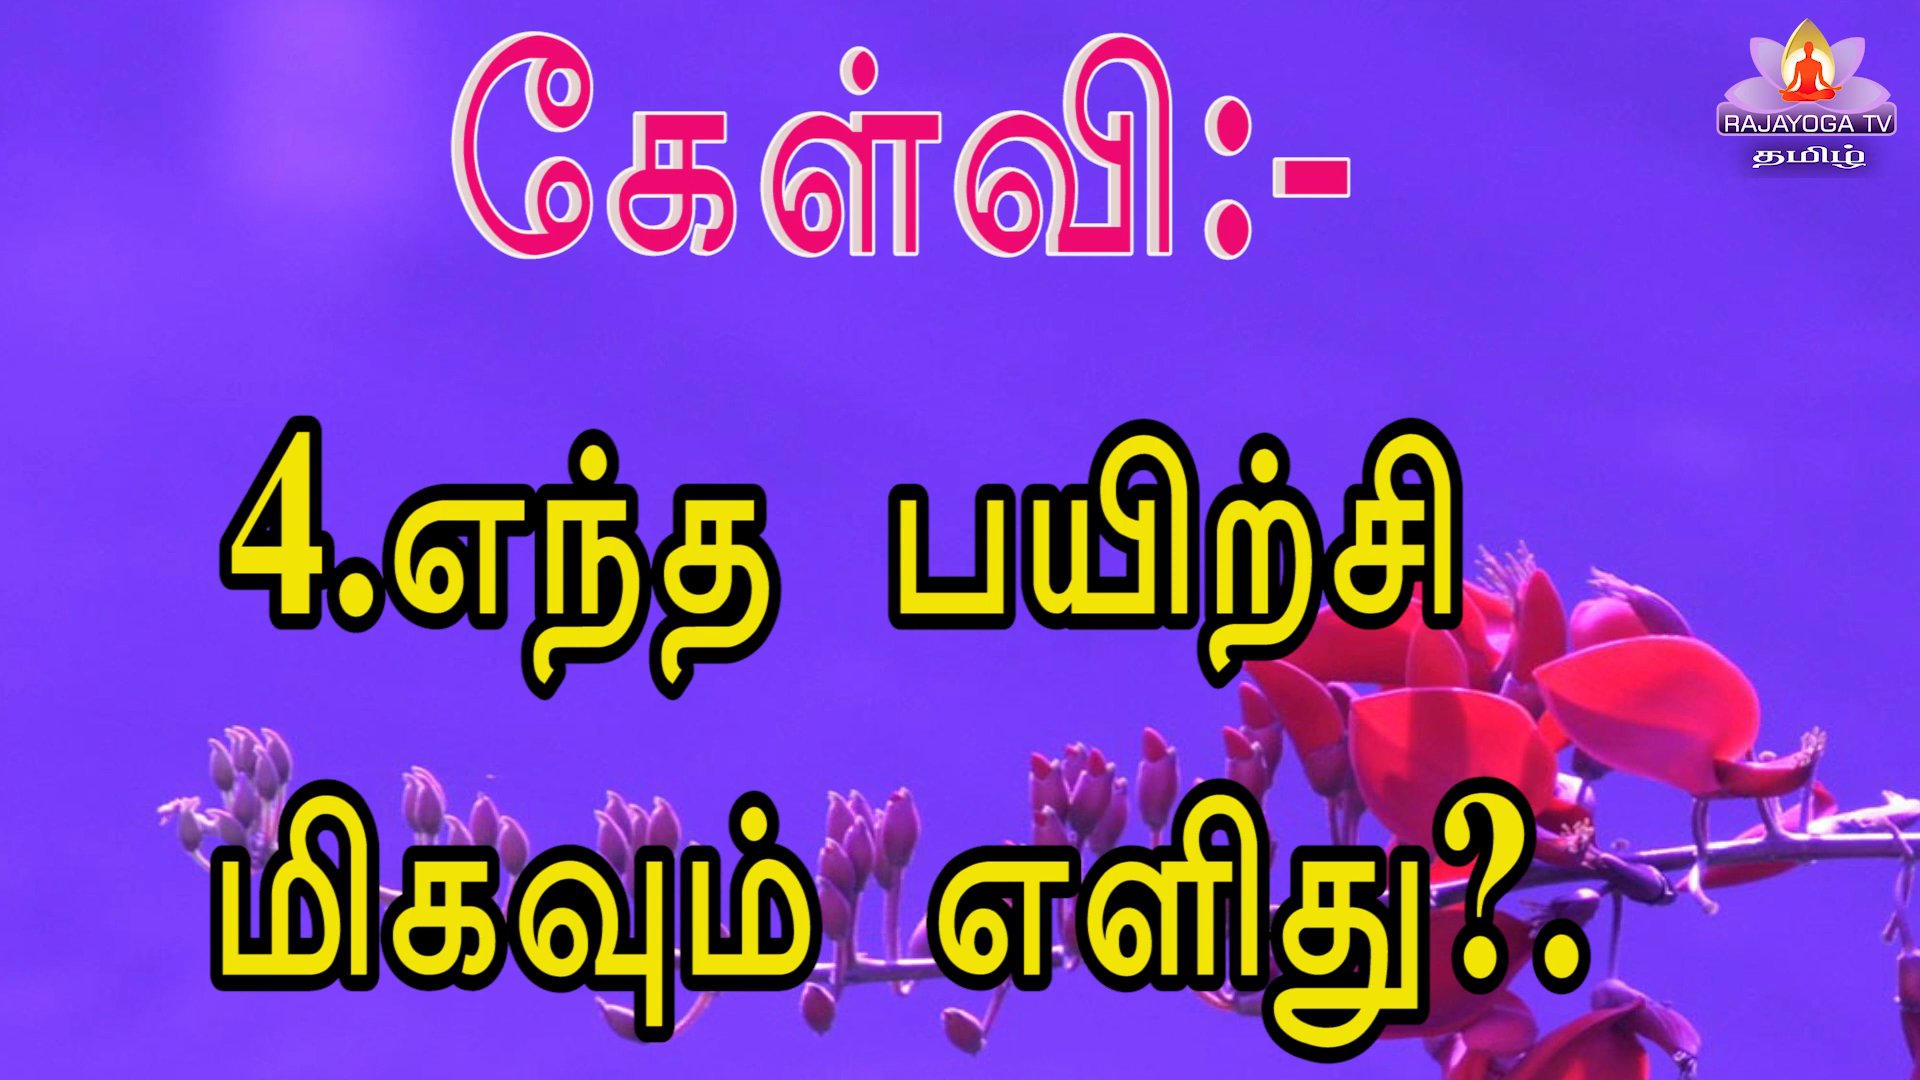 கேள்வி:-
RAJAYOGA TV
தமிழ்
4.எந்த பயிற்சி
மிகவும் எளிது?.